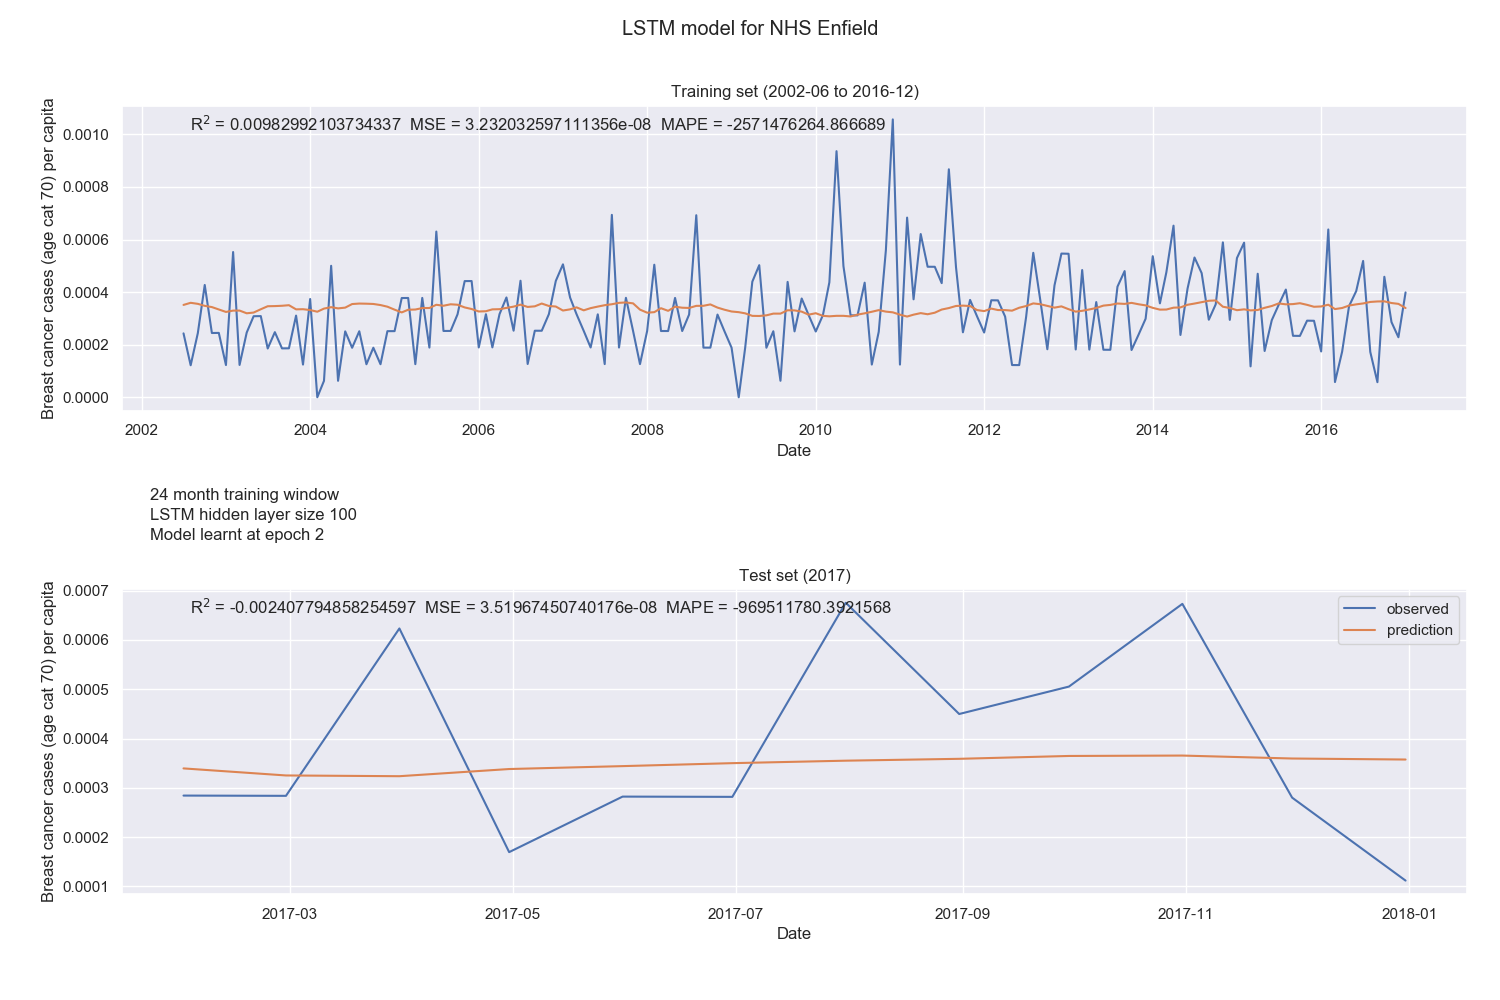 LSTM model for NHS Enfield
Training set (2002-06 to 2016-12)
R² = 0.00982992103734337 MSE = 3.232032597111356e-08 MAPE = -2571476264.866689
Breast cancer cases (age cat 70) per capita
0.0010
0.0008
0.0006
0.0004
0.0002
0.0000
2002 2004 2006 2008 2010 2012 2014 2016
Date
24 month training window
LSTM hidden layer size 100
Model learnt at epoch 2
Test set (2017)
R² = -0.002407794858254597 MSE = 3.51967450740176e-08 MAPE = -969511780.3921568
observed
prediction
Breast cancer cases (age cat 70) per capita
0.0007
0.0006
0.0005
0.0004
0.0003
0.0002
0.0001
2017-03 2017-05 2017-07 2017-09 2017-11 2018-01
Date